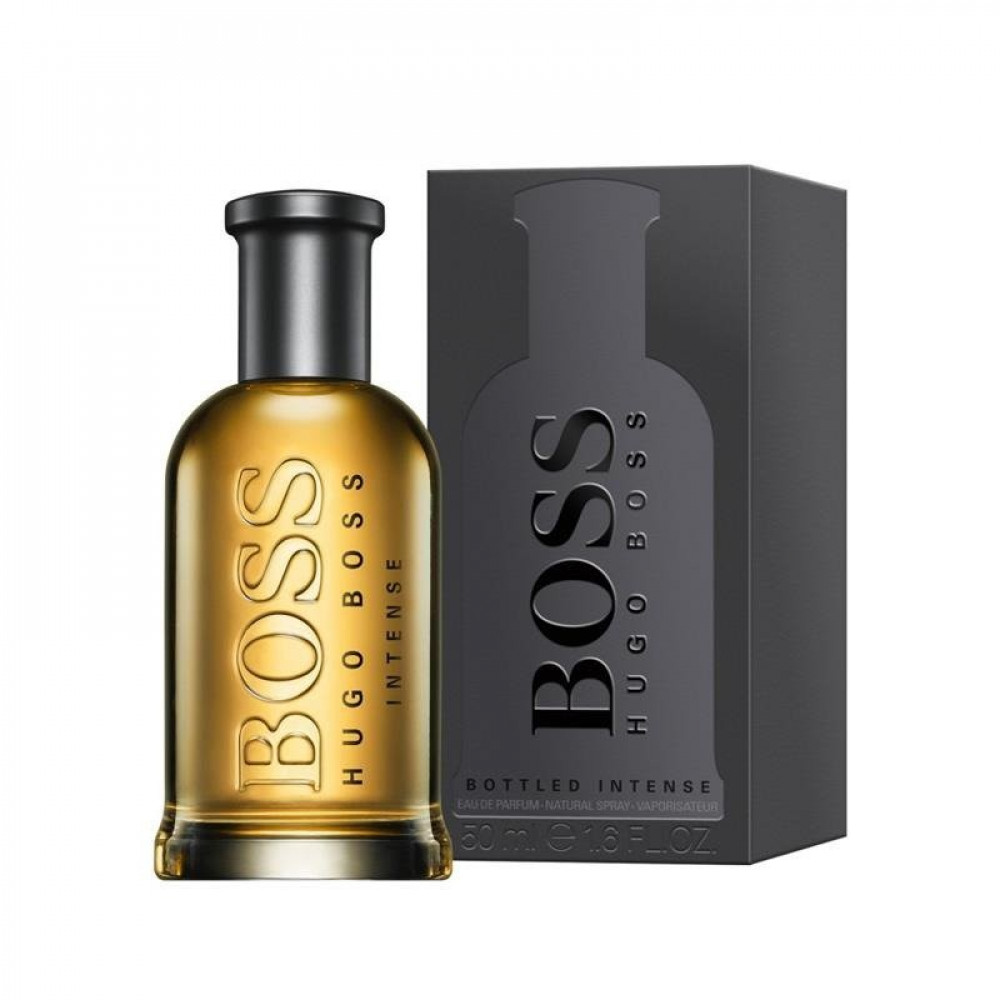 BOSS
HUGO BOSS
INTENSE
BOSS
HUGO BOSS
BOTTLED INTENSE
EAU DE PARFUM-NATURAL SPRAY-VAPORISATEUR
50 ml. ℮ 1.6 FL.OZ.